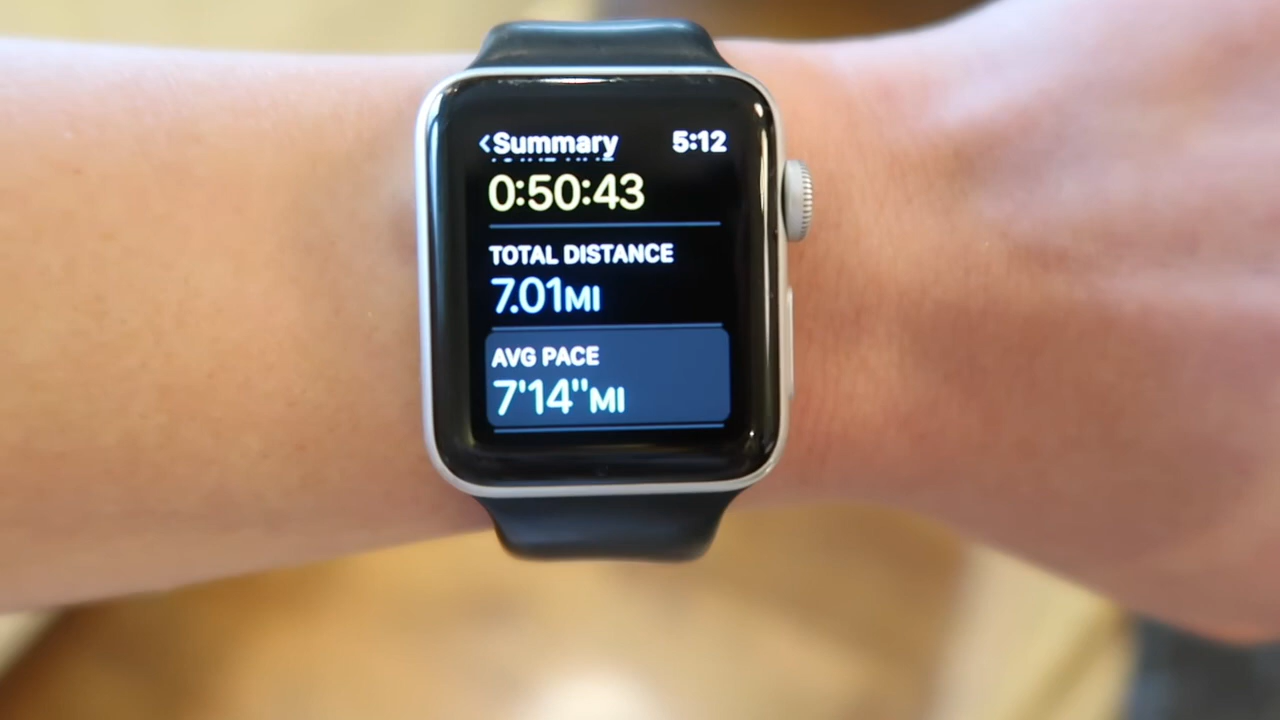 <Summary 5:12
0:50:43
TOTAL DISTANCE
7.01MI
AVG PACE
7'14"MI